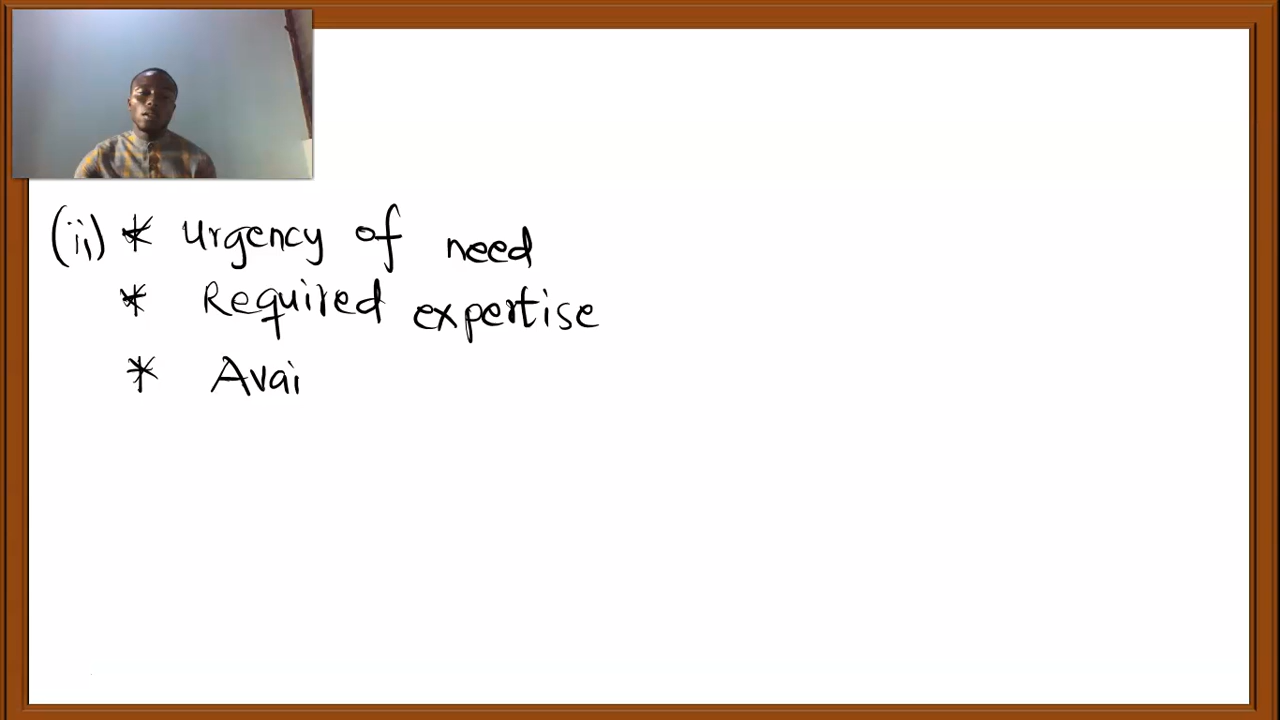 (ii) * urgency of need
* Required expertise
* Avai